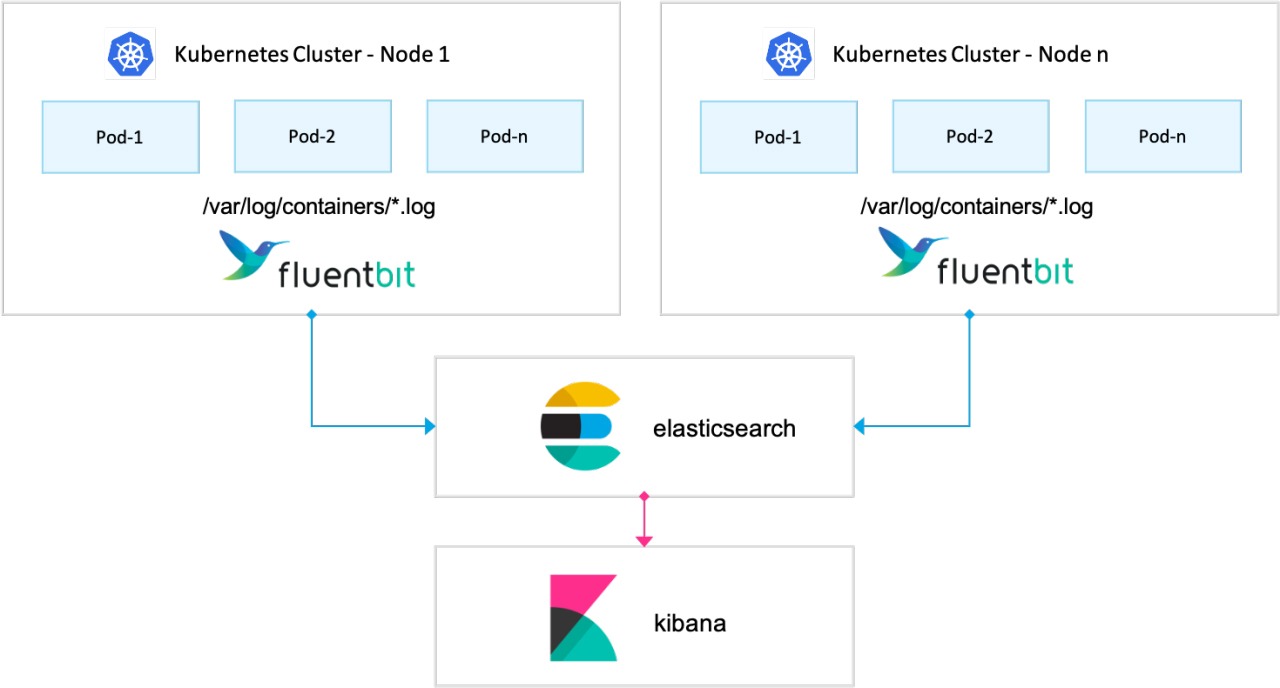 Kubernetes Cluster - Node 1
Pod-1
Pod-2
Pod-n
/var/log/containers/*.log
fluentbit
Kubernetes Cluster - Node n
Pod-1
Pod-2
Pod-n
/var/log/containers/*.log
fluentbit
elasticsearch
kibana